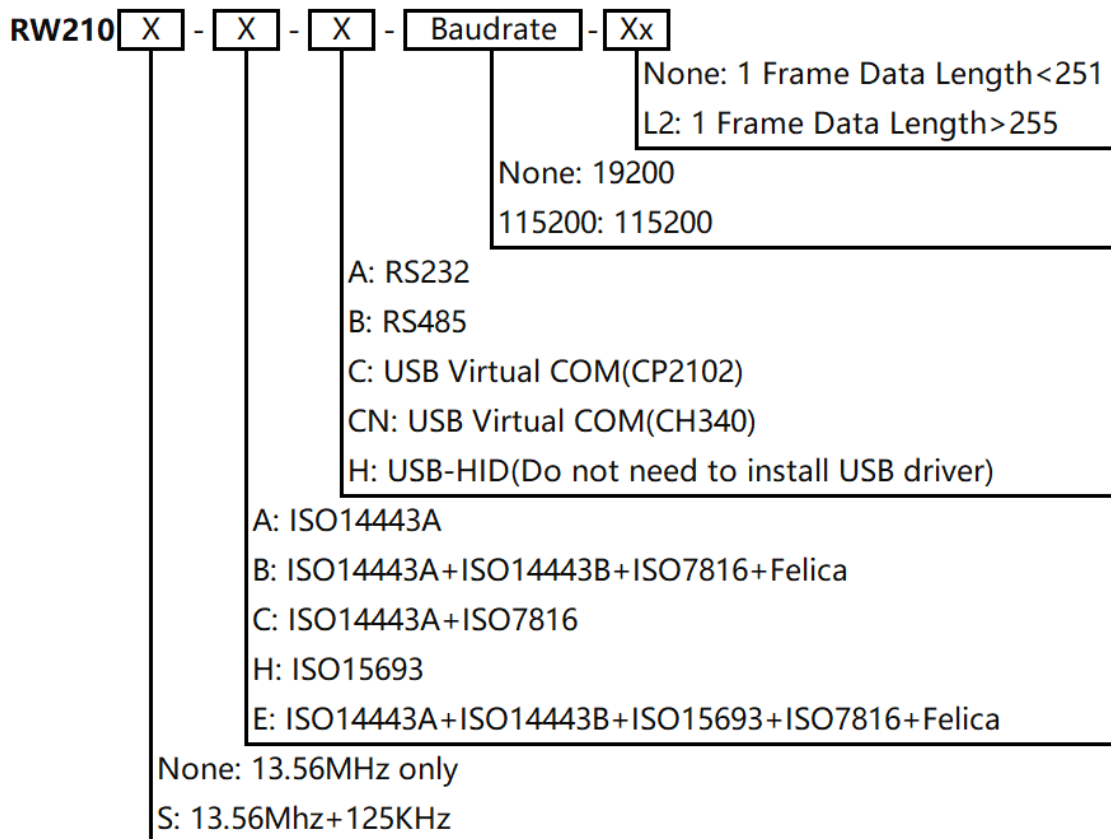 RW210 X - X - X - Baudrate - Xx
None: 1 Frame Data Length<251
L2: 1 Frame Data Length>255
None: 19200
115200: 115200
A: RS232
B: RS485
C: USB Virtual COM(CP2102)
CN: USB Virtual COM(CH340)
H: USB-HID(Do not need to install USB driver)
A: ISO14443A
B: ISO14443A+ISO14443B+ISO7816+Felica
C: ISO14443A+ISO7816
H: ISO15693
E: ISO14443A+ISO14443B+ISO15693+ISO7816+Felica
None: 13.56MHz only
S: 13.56Mhz+125KHz